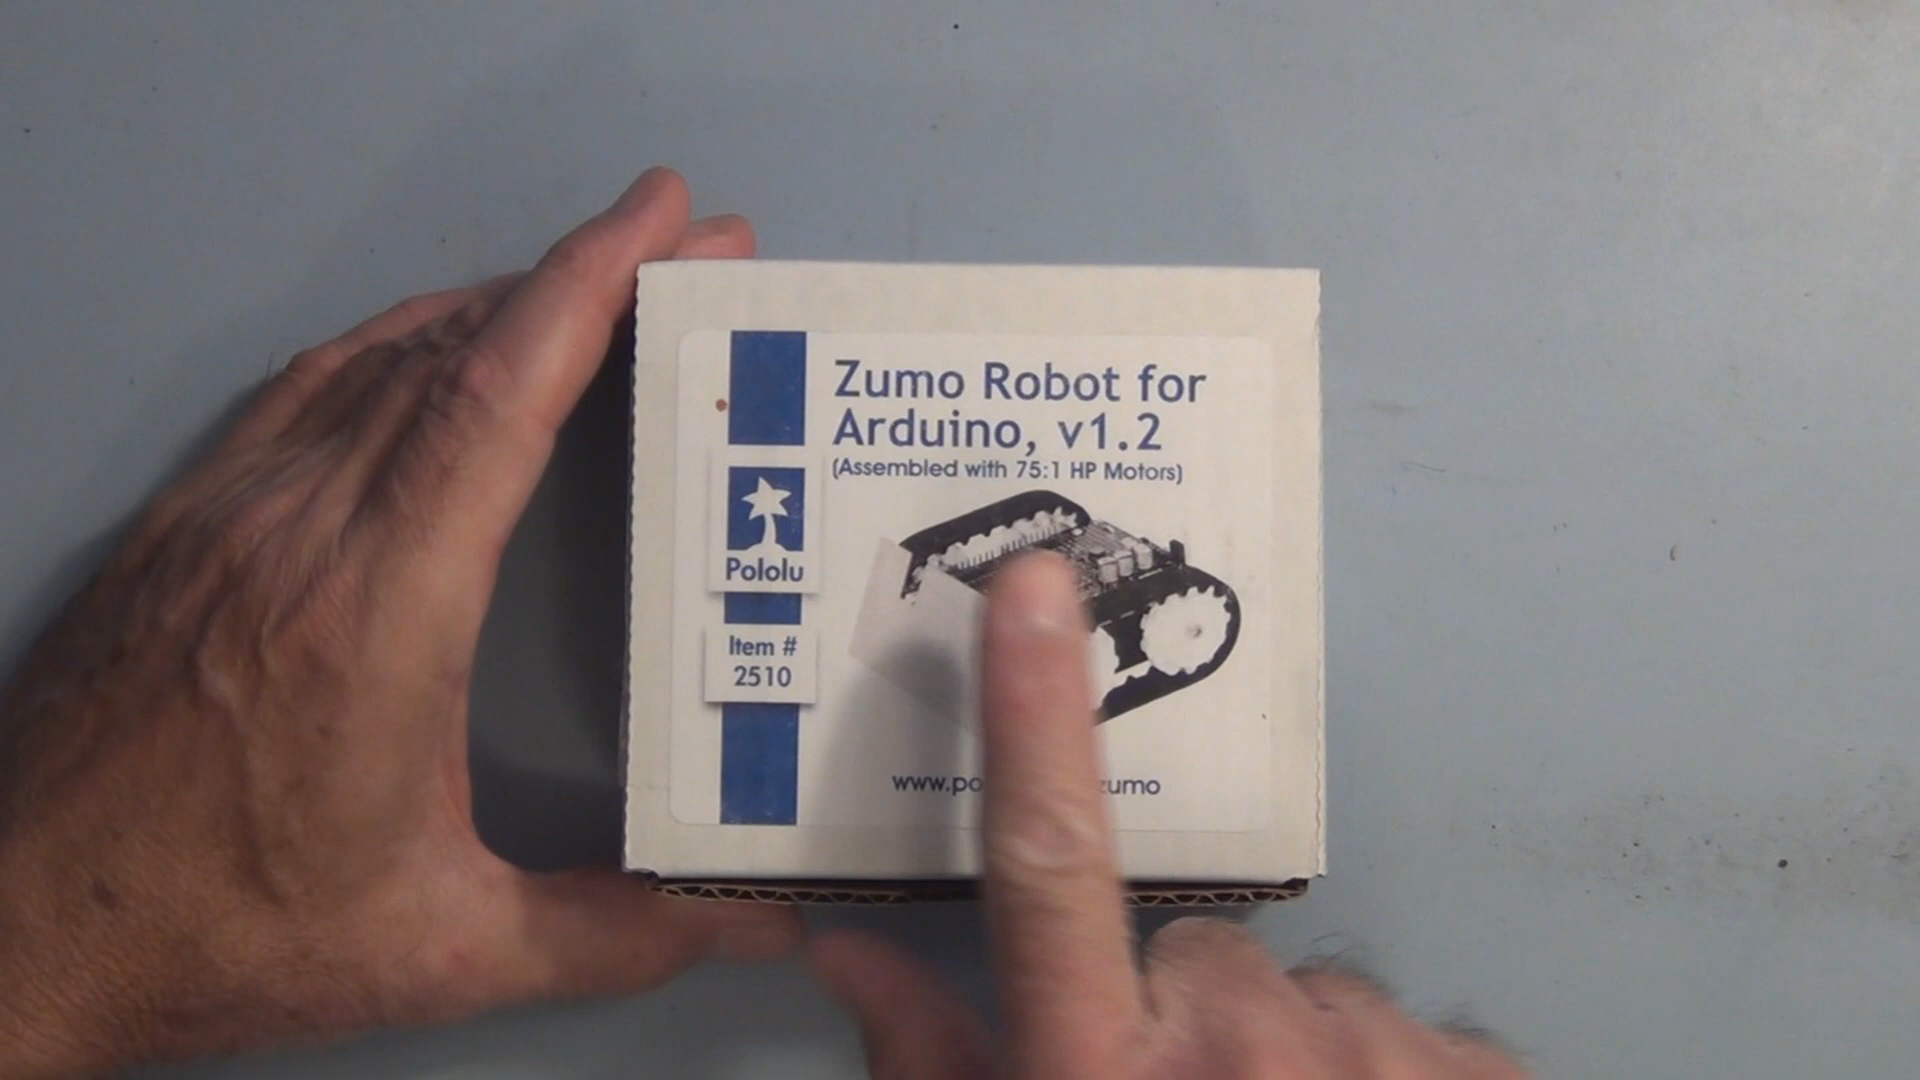 Zumo Robot for
Arduino, v1.2
(Assembled with 75:1 HP Motors)
Pololu
Item #
2510
www.po zumo